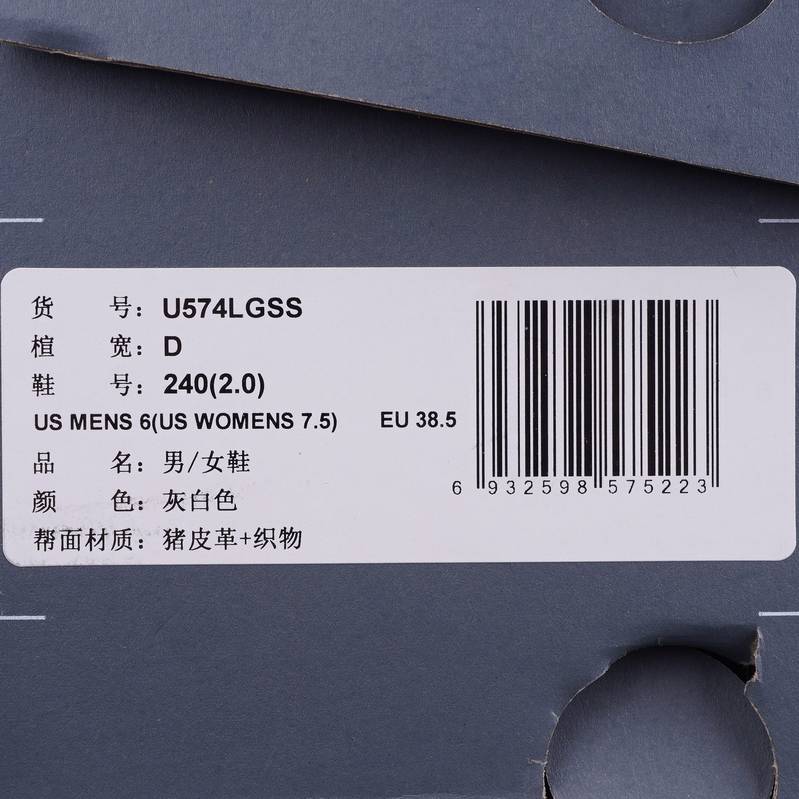 货 号：U574LGSS
楦 宽：D
鞋 号：240(2.0)
US MENS 6(US WOMENS 7.5) EU 38.5
品 名：男/女鞋
颜 色：灰白色
帮面材质：猪皮革+织物
6 932598 575223